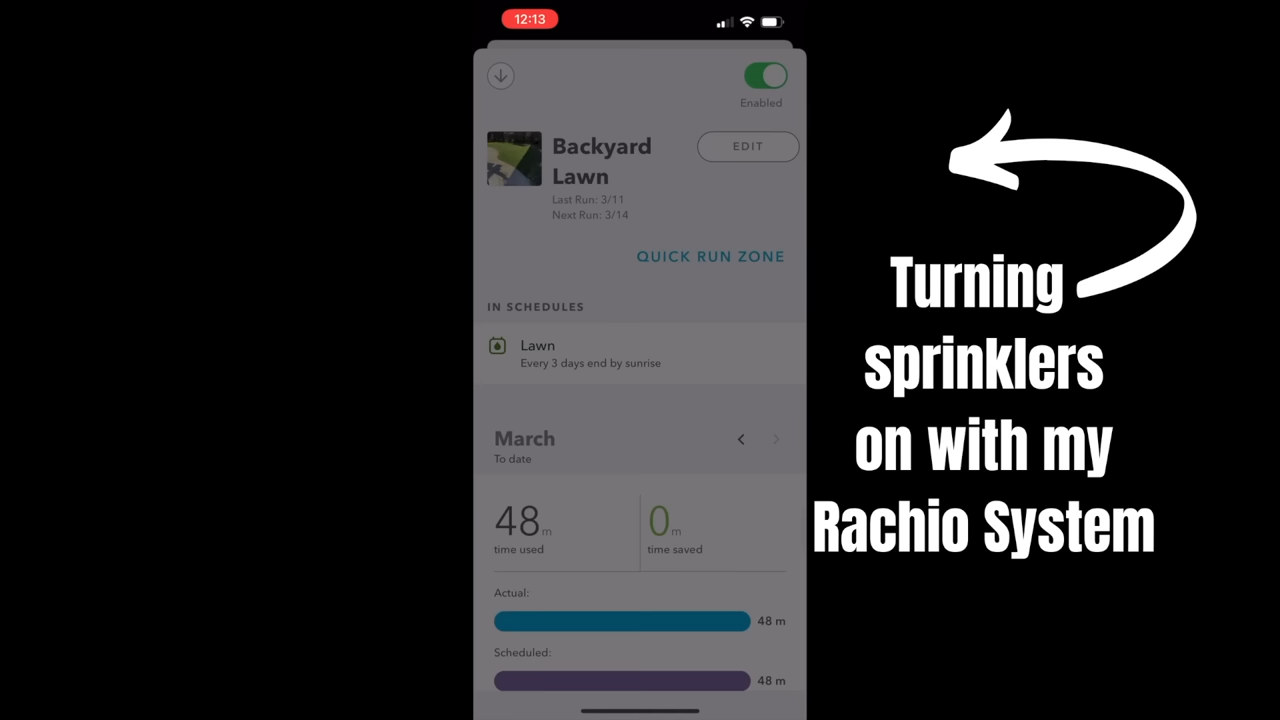 12:13
Enabled
Backyard
Lawn
EDIT
Last Run: 3/11
Next Run: 3/14
QUICK RUN ZONE
IN SCHEDULES
Lawn
Every 3 days end by sunrise
March
To date
48m
0m
time used
time saved
Actual:
48 m
Scheduled:
48 m
Turning
sprinklers
on with my
Rachio System